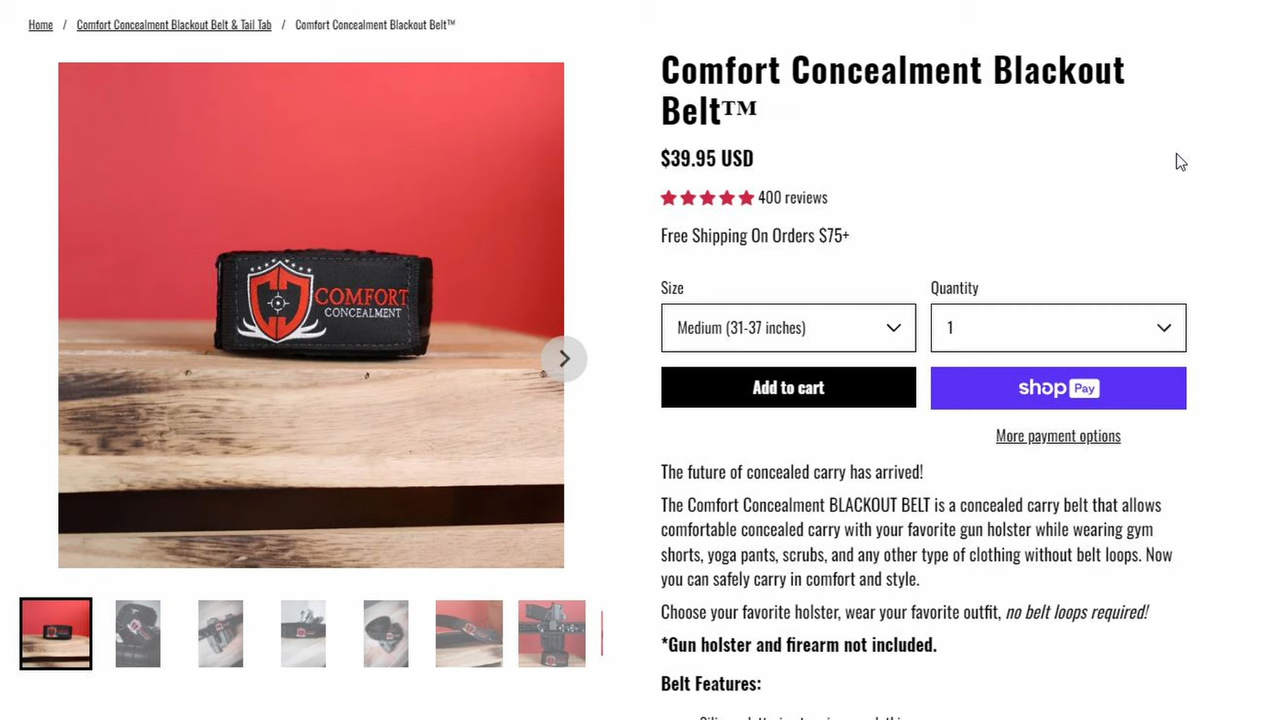 Home / Comfort Concealment Blackout Belt & Tail Tab / Comfort Concealment Blackout Belt™
Comfort Concealment Blackout
Belt™
$39.95 USD
400 reviews
Free Shipping On Orders $75+
Size
Quantity
Medium (31-37 inches)
1
Add to cart
shop Pay
More payment options
COMFORT
CONCEALMENT
The future of concealed carry has arrived!
The Comfort Concealment BLACKOUT BELT is a concealed carry belt that allows
comfortable concealed carry with your favorite gun holster while wearing gym
shorts, yoga pants, scrubs, and any other type of clothing without belt loops. Now
you can safely carry in comfort and style.
Choose your favorite holster, wear your favorite outfit, no belt loops required!
*Gun holster and firearm not included.
Belt Features: